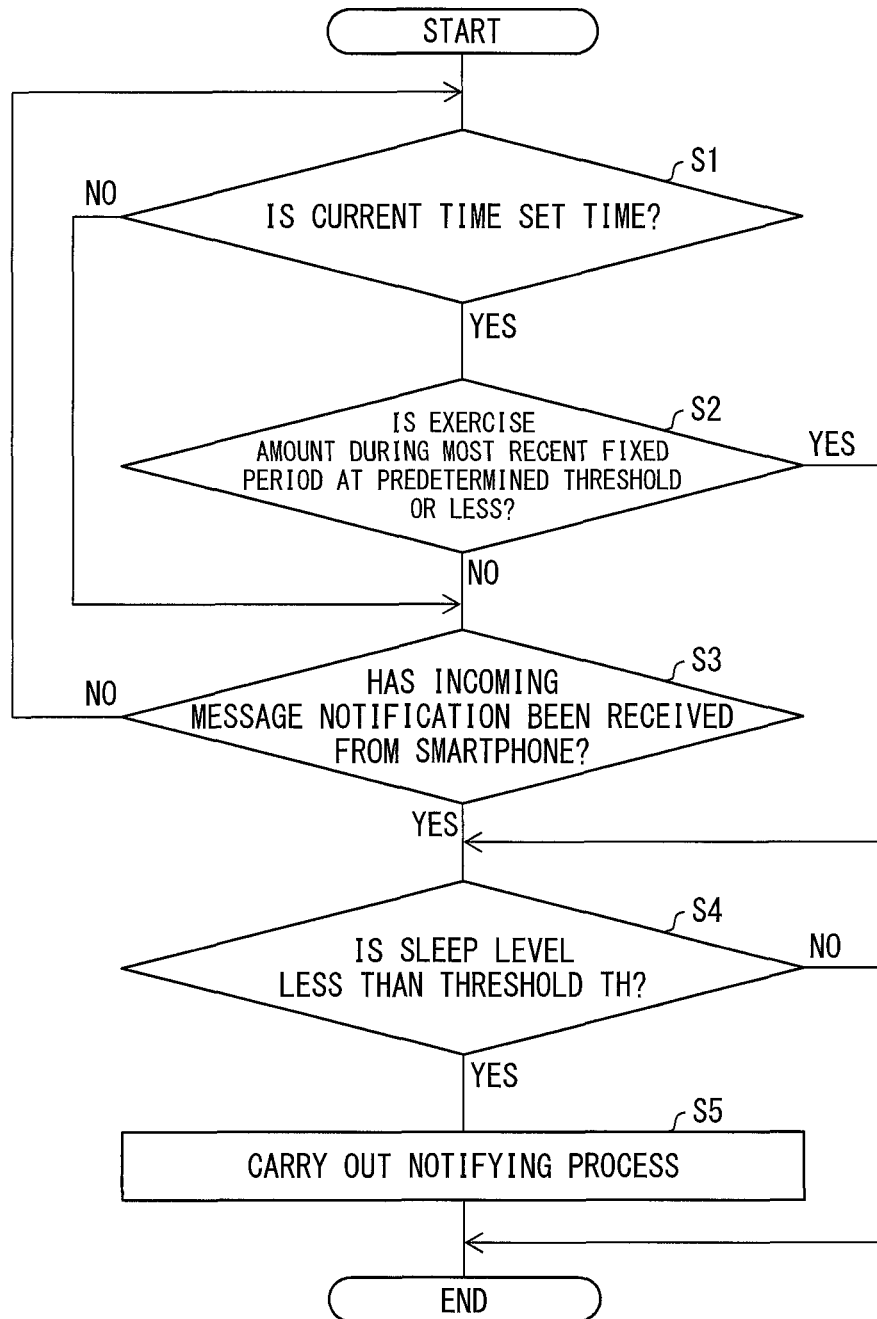 START
S1
NO
IS CURRENT TIME SET TIME?
YES
S2
IS EXERCISE
AMOUNT DURING MOST RECENT FIXED
PERIOD AT PREDETERMINED THRESHOLD
OR LESS?
YES
NO
S3
NO
HAS INCOMING
MESSAGE NOTIFICATION BEEN RECEIVED
FROM SMARTPHONE?
YES
S4
IS SLEEP LEVEL
LESS THAN THRESHOLD TH?
NO
YES
S5
CARRY OUT NOTIFYING PROCESS
END